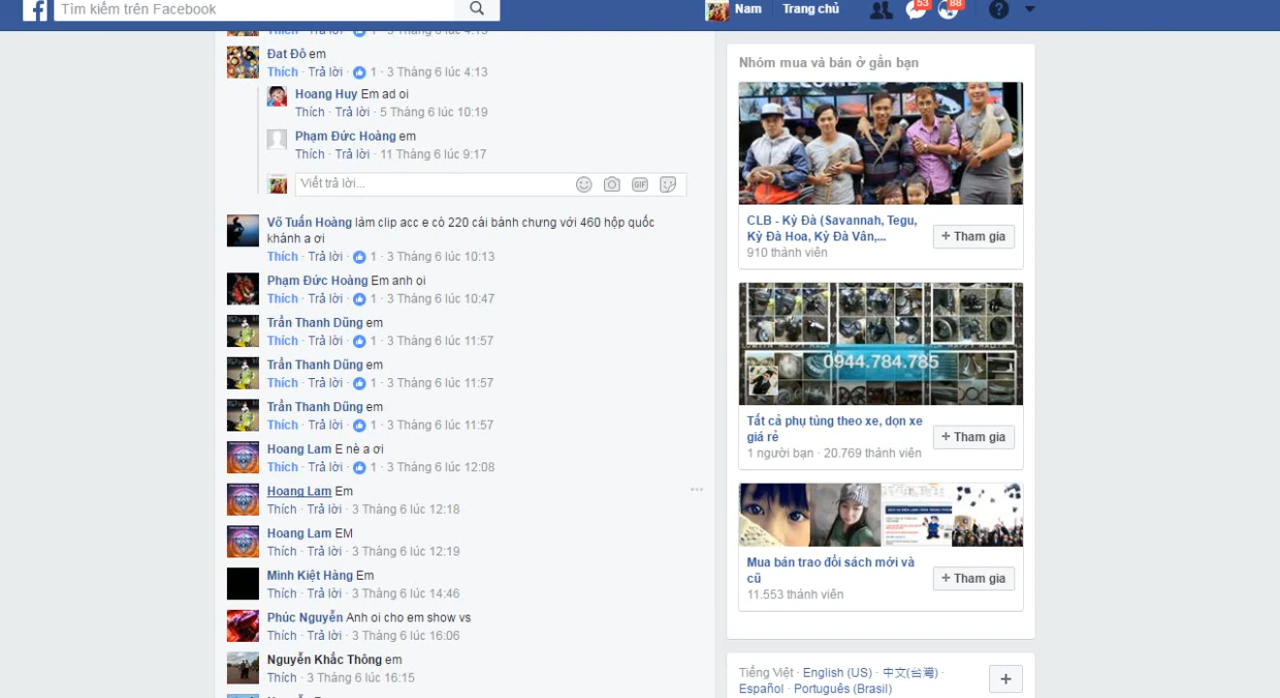 Tìm kiếm trên Facebook
Nam
Trang chủ
53
88
?
Thích · Trả lời · 1 · 3 Tháng 6 lúc 4:13
Đat Đô em
Thích · Trả lời · 1 · 3 Tháng 6 lúc 4:13
Hoang Huy Em ad oi
Thích · Trả lời · 5 Tháng 6 lúc 10:19
Phạm Đức Hoàng em
Thích · Trả lời · 11 Tháng 6 lúc 9:17
Viết trả lời...
GIF
Võ Tuấn Hoàng làm clip acc e có 220 cái bánh chưng với 460 hộp quốc
khánh a ơi
Thích · Trả lời · 1 · 3 Tháng 6 lúc 10:13
Phạm Đức Hoàng Em anh oi
Thích · Trả lời · 1 · 3 Tháng 6 lúc 10:47
Trần Thanh Dũng em
Thích · Trả lời · 1 · 3 Tháng 6 lúc 11:57
Trần Thanh Dũng em
Thích · Trả lời · 1 · 3 Tháng 6 lúc 11:57
Trần Thanh Dũng em
Thích · Trả lời · 1 · 3 Tháng 6 lúc 11:57
Hoang Lam E nè a ơi
Thích · Trả lời · 1 · 3 Tháng 6 lúc 12:08
Hoang Lam Em
Thích · Trả lời · 3 Tháng 6 lúc 12:18
Hoang Lam EM
Thích · Trả lời · 3 Tháng 6 lúc 12:19
Minh Kiệt Hàng Em
Thích · Trả lời · 3 Tháng 6 lúc 14:46
Phúc Nguyễn Anh oi cho em show vs
Thích · Trả lời · 3 Tháng 6 lúc 16:06
Nguyễn Khắc Thông em
Thích · 3 Tháng 6 lúc 16:15
Nhóm mua và bán ở gần bạn
CLB - Kỳ Đà (Savannah, Tegu,
Kỳ Đà Hoa, Kỳ Đà Vân,...
910 thành viên
+ Tham gia
0944.784.785
Tất cả phụ tùng theo xe, dọn xe
giá rẻ
1 người bạn · 20.769 thành viên
+ Tham gia
Mua bán trao đổi sách mới và
cũ
11.553 thành viên
+ Tham gia
Tiếng Việt · English (US) · 中文(台灣) ·
Español · Português (Brasil)